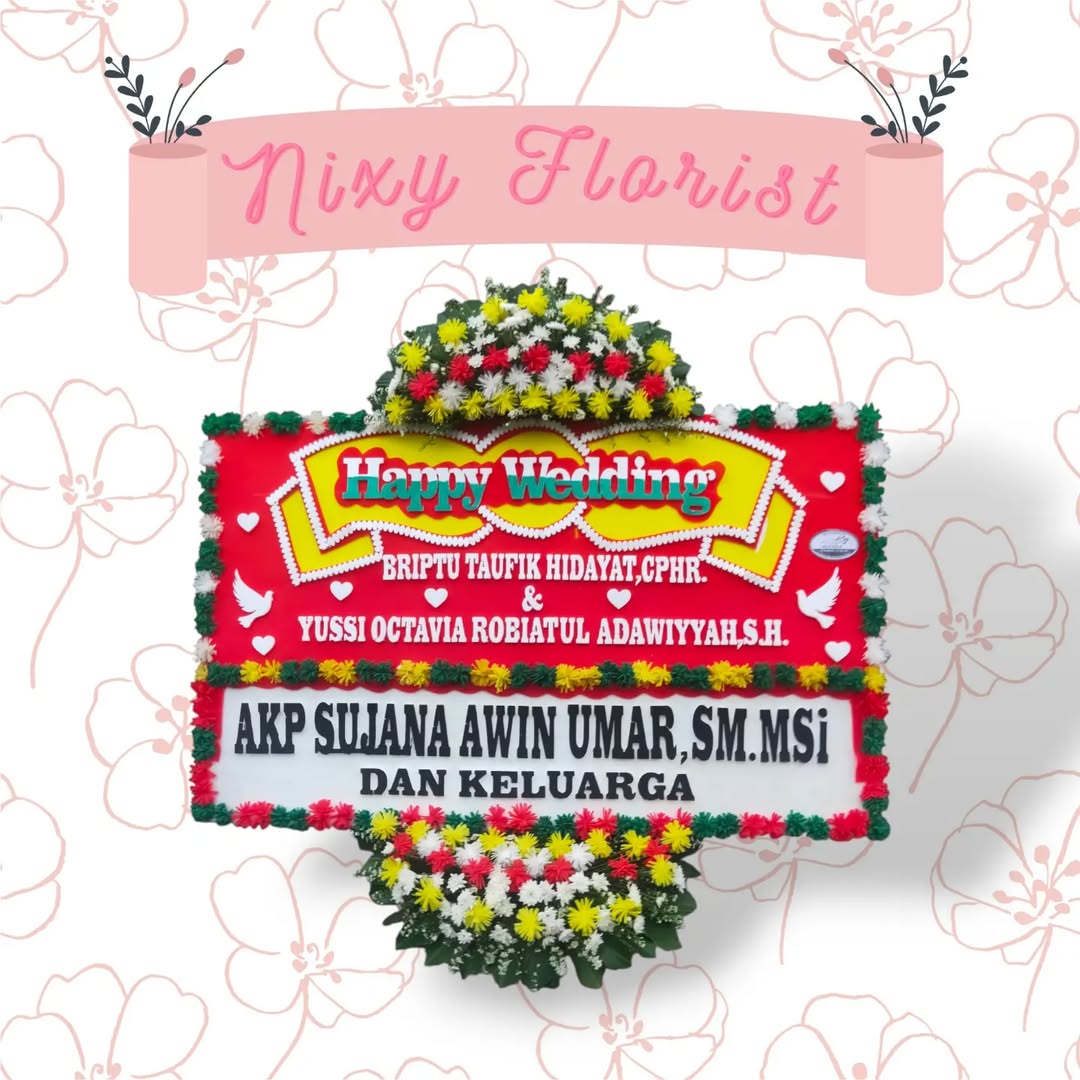 Nixy Florist
Happy Wedding
BRIPTU TAUFIK HIDAYAT,CPHR.
&
YUSSI OCTAVIA ROBIATUL ADAWIYYAH,S.H.
AKP SUJANA AWIN UMAR,SM.MSi
DAN KELUARGA